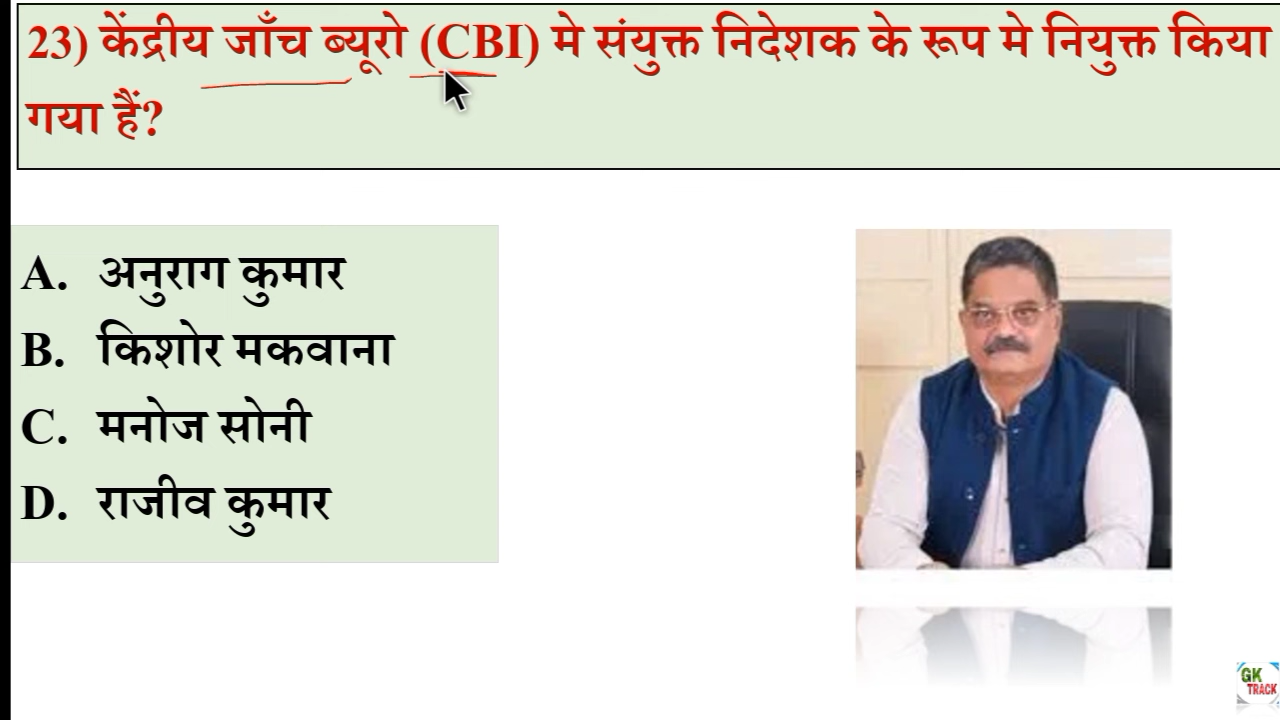 23) केंद्रीय जाँच ब्यूरो (CBI) मे संयुक्त निदेशक के रूप मे नियुक्त किया
गया हैं?
A. अनुराग कुमार
B. किशोर मकवाना
C. मनोज सोनी
D. राजीव कुमार
GK
TRACK